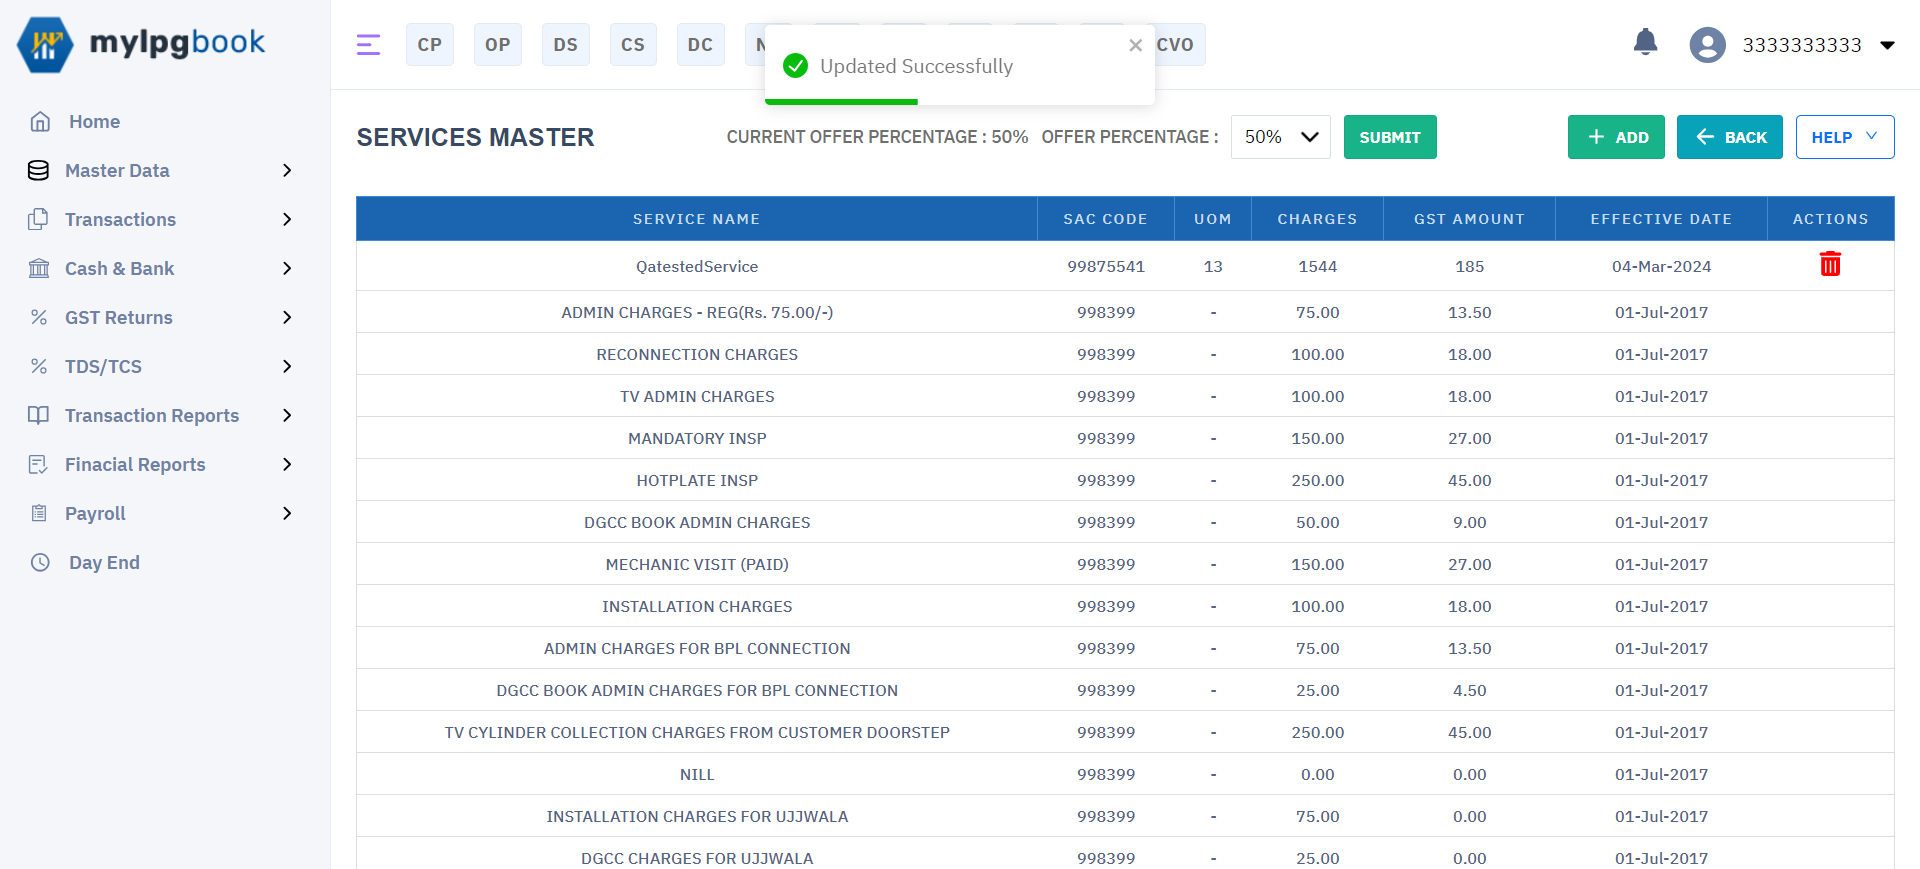 mylpgbook
CP OP DS CS DC N CVO
Updated Successfully
3333333333
Home
Master Data
Transactions
Cash & Bank
GST Returns
TDS/TCS
Transaction Reports
Finacial Reports
Payroll
Day End
SERVICES MASTER
CURRENT OFFER PERCENTAGE : 50% OFFER PERCENTAGE : 50% SUBMIT
ADD BACK HELP
SERVICE NAME SAC CODE UOM CHARGES GST AMOUNT EFFECTIVE DATE ACTIONS
QatestedService 99875541 13 1544 185 04-Mar-2024
ADMIN CHARGES - REG(Rs. 75.00/-) 998399 - 75.00 13.50 01-Jul-2017
RECONNECTION CHARGES 998399 - 100.00 18.00 01-Jul-2017
TV ADMIN CHARGES 998399 - 100.00 18.00 01-Jul-2017
MANDATORY INSP 998399 - 150.00 27.00 01-Jul-2017
HOTPLATE INSP 998399 - 250.00 45.00 01-Jul-2017
DGCC BOOK ADMIN CHARGES 998399 - 50.00 9.00 01-Jul-2017
MECHANIC VISIT (PAID) 998399 - 150.00 27.00 01-Jul-2017
INSTALLATION CHARGES 998399 - 100.00 18.00 01-Jul-2017
ADMIN CHARGES FOR BPL CONNECTION 998399 - 75.00 13.50 01-Jul-2017
DGCC BOOK ADMIN CHARGES FOR BPL CONNECTION 998399 - 25.00 4.50 01-Jul-2017
TV CYLINDER COLLECTION CHARGES FROM CUSTOMER DOORSTEP 998399 - 250.00 45.00 01-Jul-2017
NILL 998399 - 0.00 0.00 01-Jul-2017
INSTALLATION CHARGES FOR UJJWALA 998399 - 75.00 0.00 01-Jul-2017
DGCC CHARGES FOR UJJWALA 998399 - 25.00 0.00 01-Jul-2017